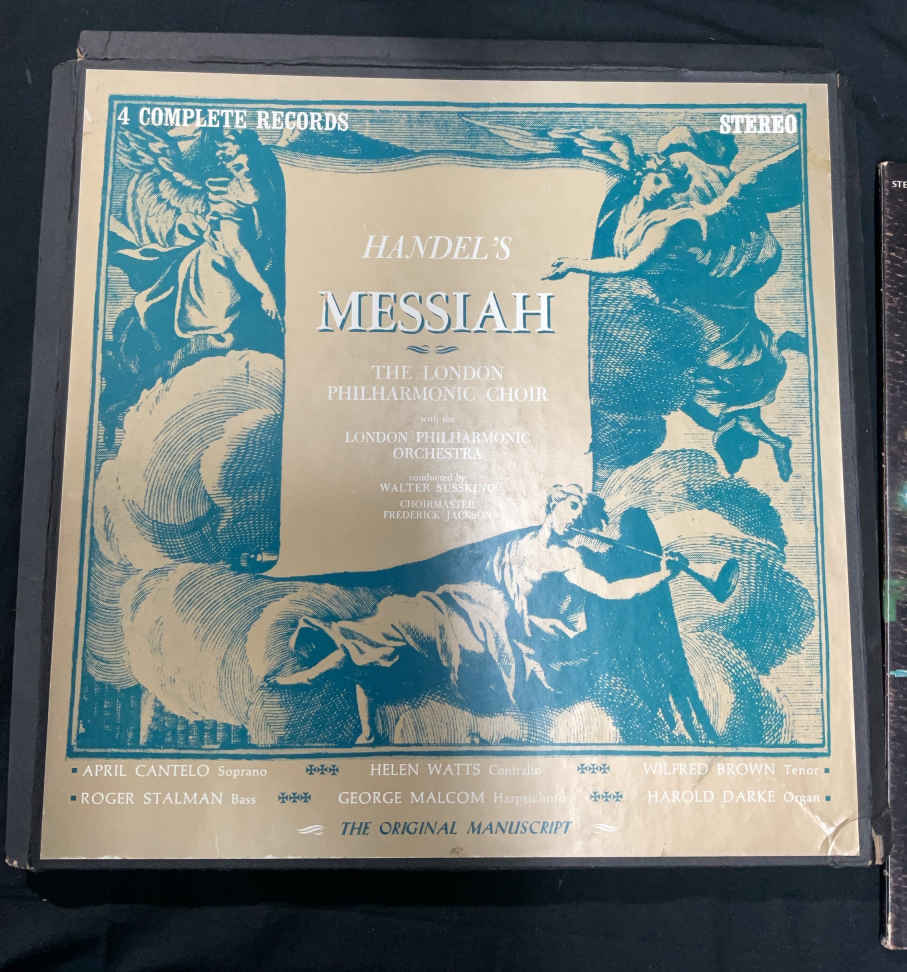 4 COMPLETE RECORDS
STEREO
HANDEL'S
MESSIAH
THE LONDON
PHILHARMONIC CHOIR
with the
LONDON PHILHARMONIC
ORCHESTRA
conducted by
WALTER SUSSKIND
CHOIRMASTER
FREDERICK JACKSON
APRIL CANTELO Soprano HELEN WATTS Contralto WILFRED BROWN Tenor
ROGER STALMAN Bass GEORGE MALCOM Harpsichord HAROLD DARKE Organ
THE ORIGINAL MANUSCRIPT
STE